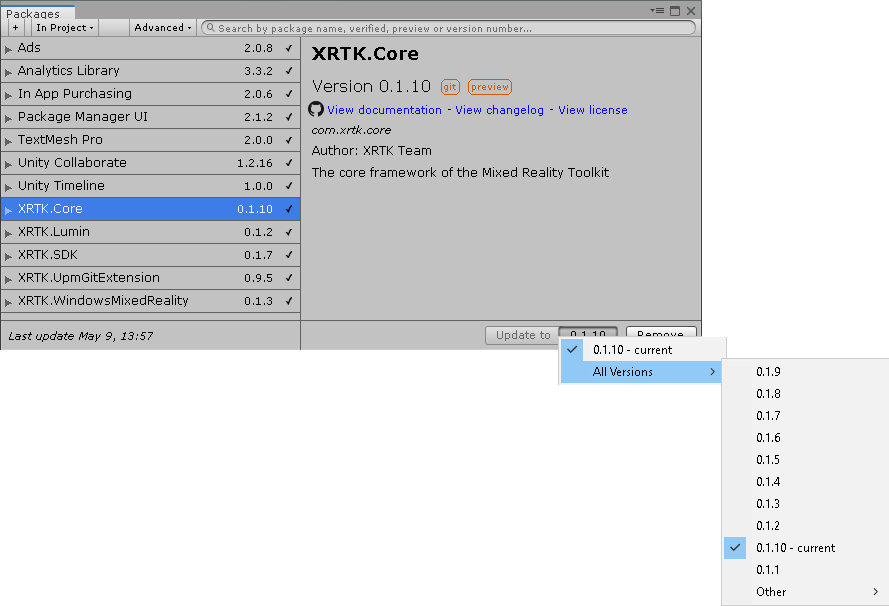 Packages
+ In Project Advanced Search by package name, verified, preview or version number...
Ads 2.0.8 ✓
Analytics Library 3.3.2 ✓
In App Purchasing 2.0.6 ✓
Package Manager UI 2.1.2 ✓
TextMesh Pro 2.0.0 ✓
Unity Collaborate 1.2.16 ✓
Unity Timeline 1.0.0 ✓
XRTK.Core 0.1.10 ✓
XRTK.Lumin 0.1.2 ✓
XRTK.SDK 0.1.7 ✓
XRTK.UpmGitExtension 0.9.5 ✓
XRTK.WindowsMixedReality 0.1.3 ✓
Last update May 9, 13:57
XRTK.Core
Version 0.1.10 git preview
View documentation - View changelog - View license
com.xrtk.core
Author: XRTK Team
The core framework of the Mixed Reality Toolkit
Update to 0.1.10 Remove
0.1.10 - current
All Versions
0.1.9
0.1.8
0.1.7
0.1.6
0.1.5
0.1.4
0.1.3
0.1.2
0.1.10 - current
0.1.1
Other